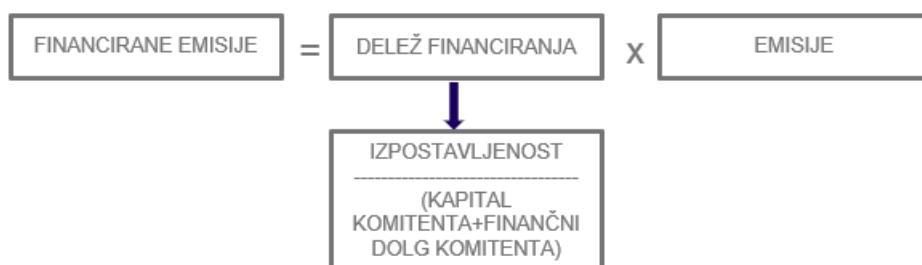 FINANCIRANE EMISIJE = DELEŽ FINANCIRANJA X EMISIJE
IZPOSTAVLJENOST
---------------------------------
(KAPITAL
KOMITENTA+FINANČNI
DOLG KOMITENTA)